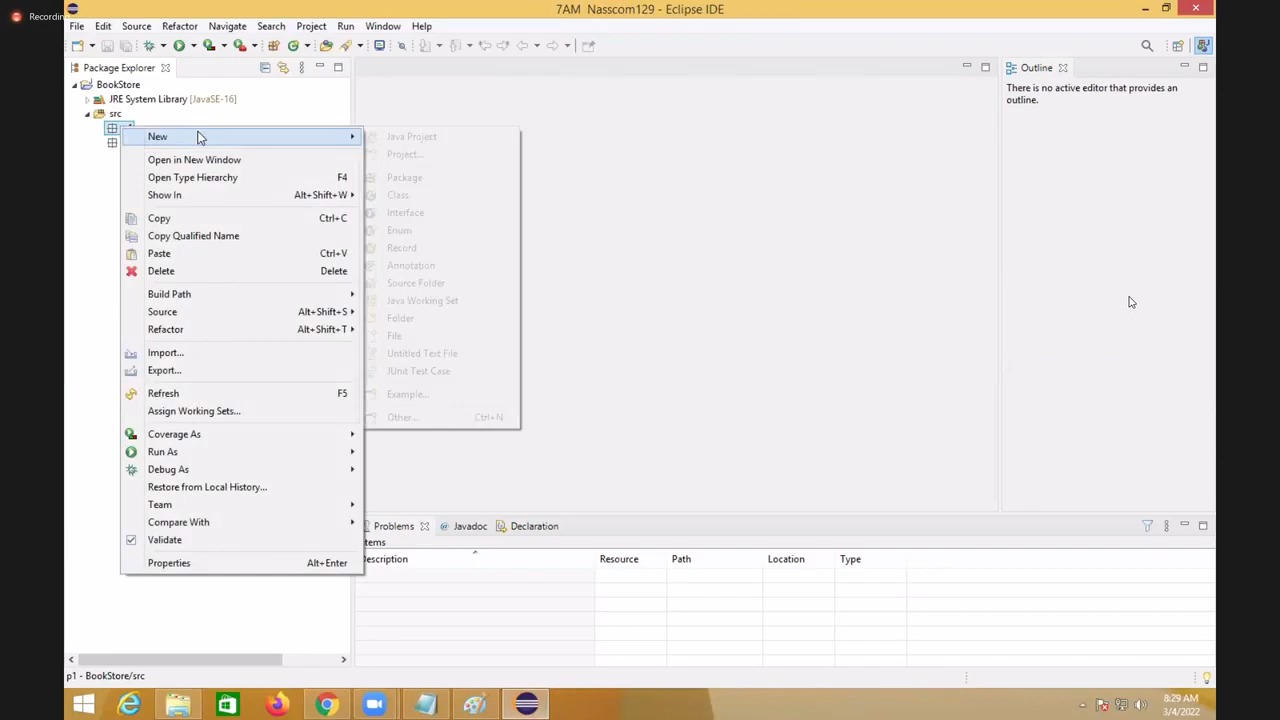 Recording
7AM Nasscom129 - Eclipse IDE
File Edit Source Refactor Navigate Search Project Run Window Help
Package Explorer
Outline
BookStore
JRE System Library [JavaSE-16]
src
There is no active editor that provides an
outline.
New
Open in New Window
Open Type Hierarchy F4
Show In Alt+Shift+W
Copy Ctrl+C
Copy Qualified Name
Paste Ctrl+V
Delete Delete
Build Path
Source Alt+Shift+S
Refactor Alt+Shift+T
Import...
Export...
Refresh F5
Assign Working Sets...
Coverage As
Run As
Debug As
Restore from Local History...
Team
Compare With
Validate
Properties Alt+Enter
Java Project
Project...
Package
Class
Interface
Enum
Record
Annotation
Source Folder
Java Working Set
Folder
File
Untitled Text File
JUnit Test Case
Example...
Other... Ctrl+N
Problems Javadoc Declaration
items
Description Resource Path Location Type
p1 - BookStore/src
8:29 AM
3/4/2022